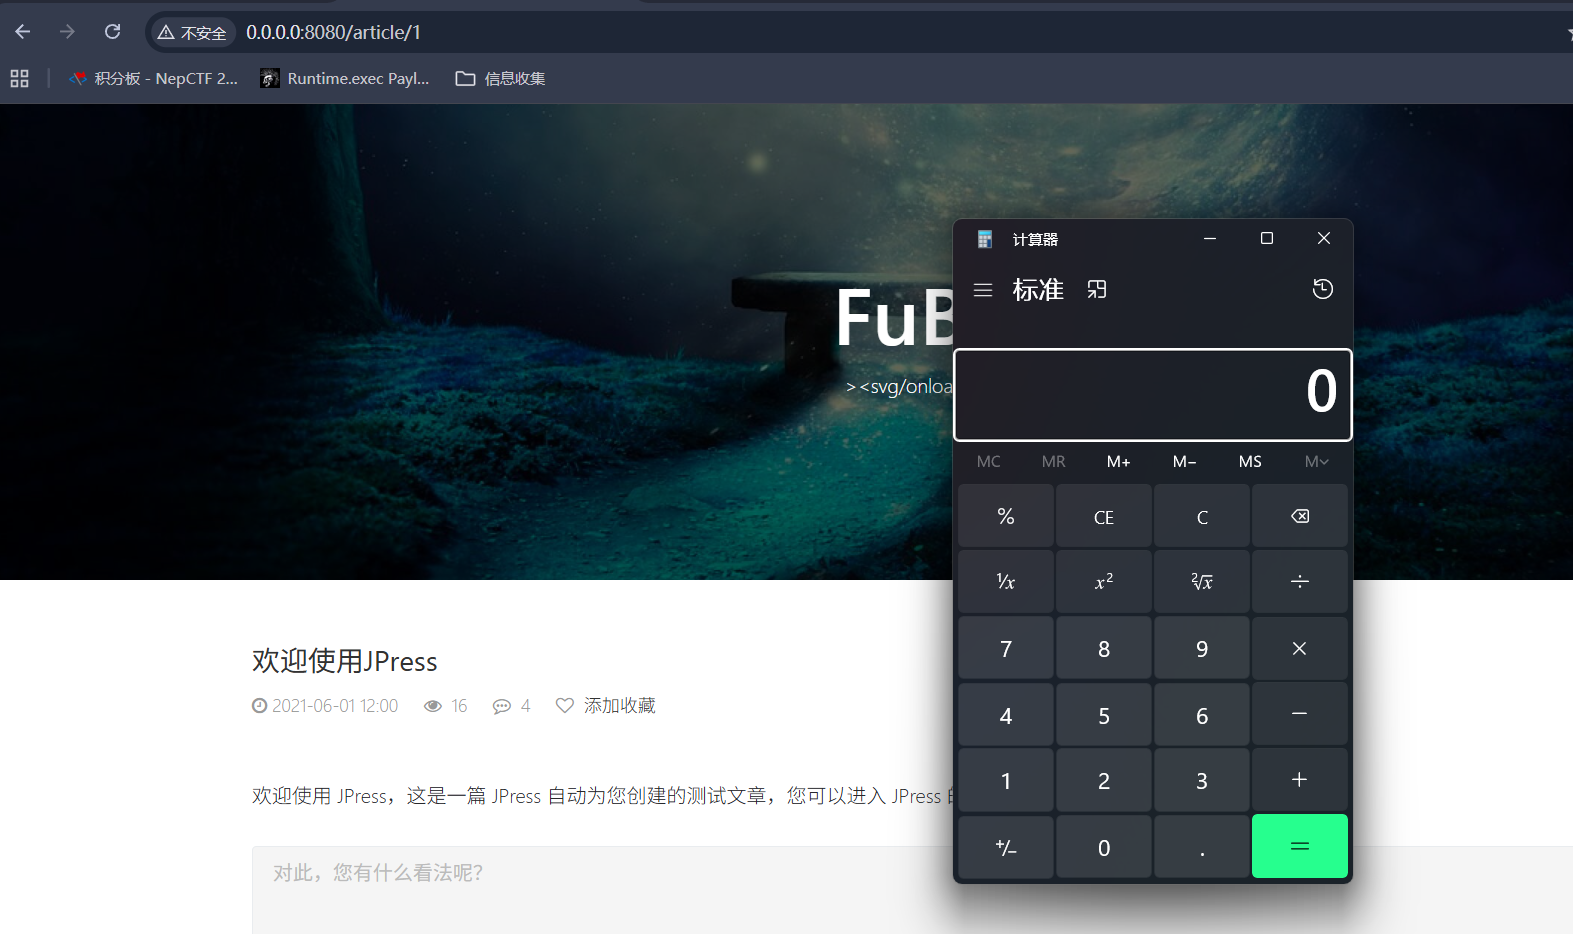 不安全 0.0.0.0:8080/article/1
积分板 - NepCTF 2... Runtime.exec Payl... 信息收集
计算器
标准
FuB
><svg/onloa
0
MC MR M+ M− MS M
% CE C
¹/x x² ²√x ÷
7 8 9 ×
4 5 6 −
1 2 3 +
+/− 0 . =
欢迎使用JPress
2021-06-01 12:00 16 4 添加收藏
欢迎使用 JPress，这是一篇 JPress 自动为您创建的测试文章，您可以进入 JPress
对此，您有什么看法呢？